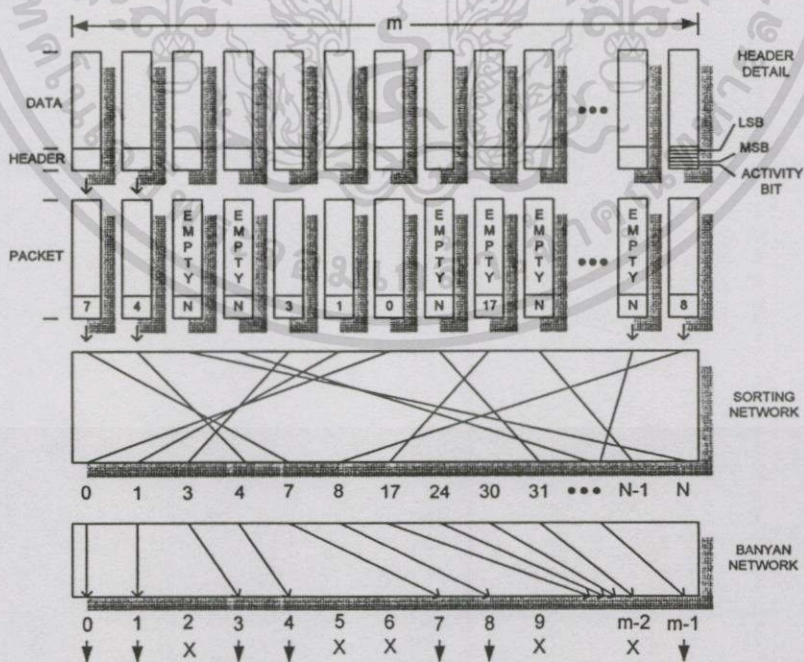 m
HEADER DETAIL
DATA
•••
LSB
HEADER
MSB
ACTIVITY BIT
PACKET
EMPTY EMPTY EMPTY EMPTY EMPTY ••• EMPTY
7 4 N N 3 1 0 N 17 N N 8
SORTING NETWORK
0 1 3 4 7 8 17 24 30 31 ••• N-1 N
BANYAN NETWORK
0 1 2 3 4 5 6 7 8 9 m-2 m-1
X X X X X